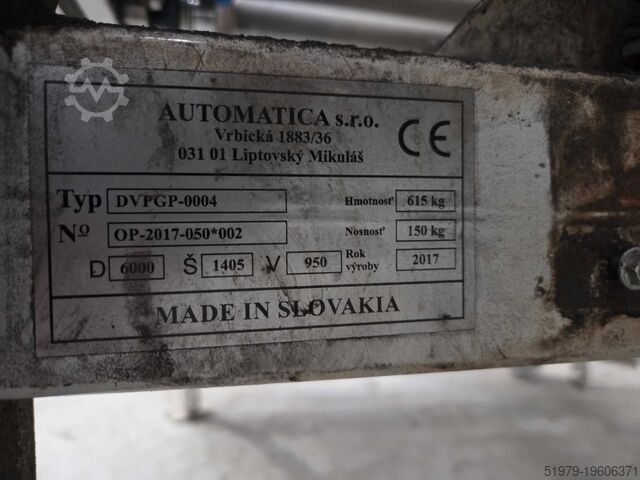 AUTOMATICA s.r.o.
Vrbická 1883/36
031 01 Liptovský Mikuláš
CE
Typ DVPGP-0004 Hmotnosť 615 kg
Nº OP-2017-050*002 Nosnosť 150 kg
D 6000 Š 1405 V 950 Rok výroby 2017
MADE IN SLOVAKIA
51979-19606371